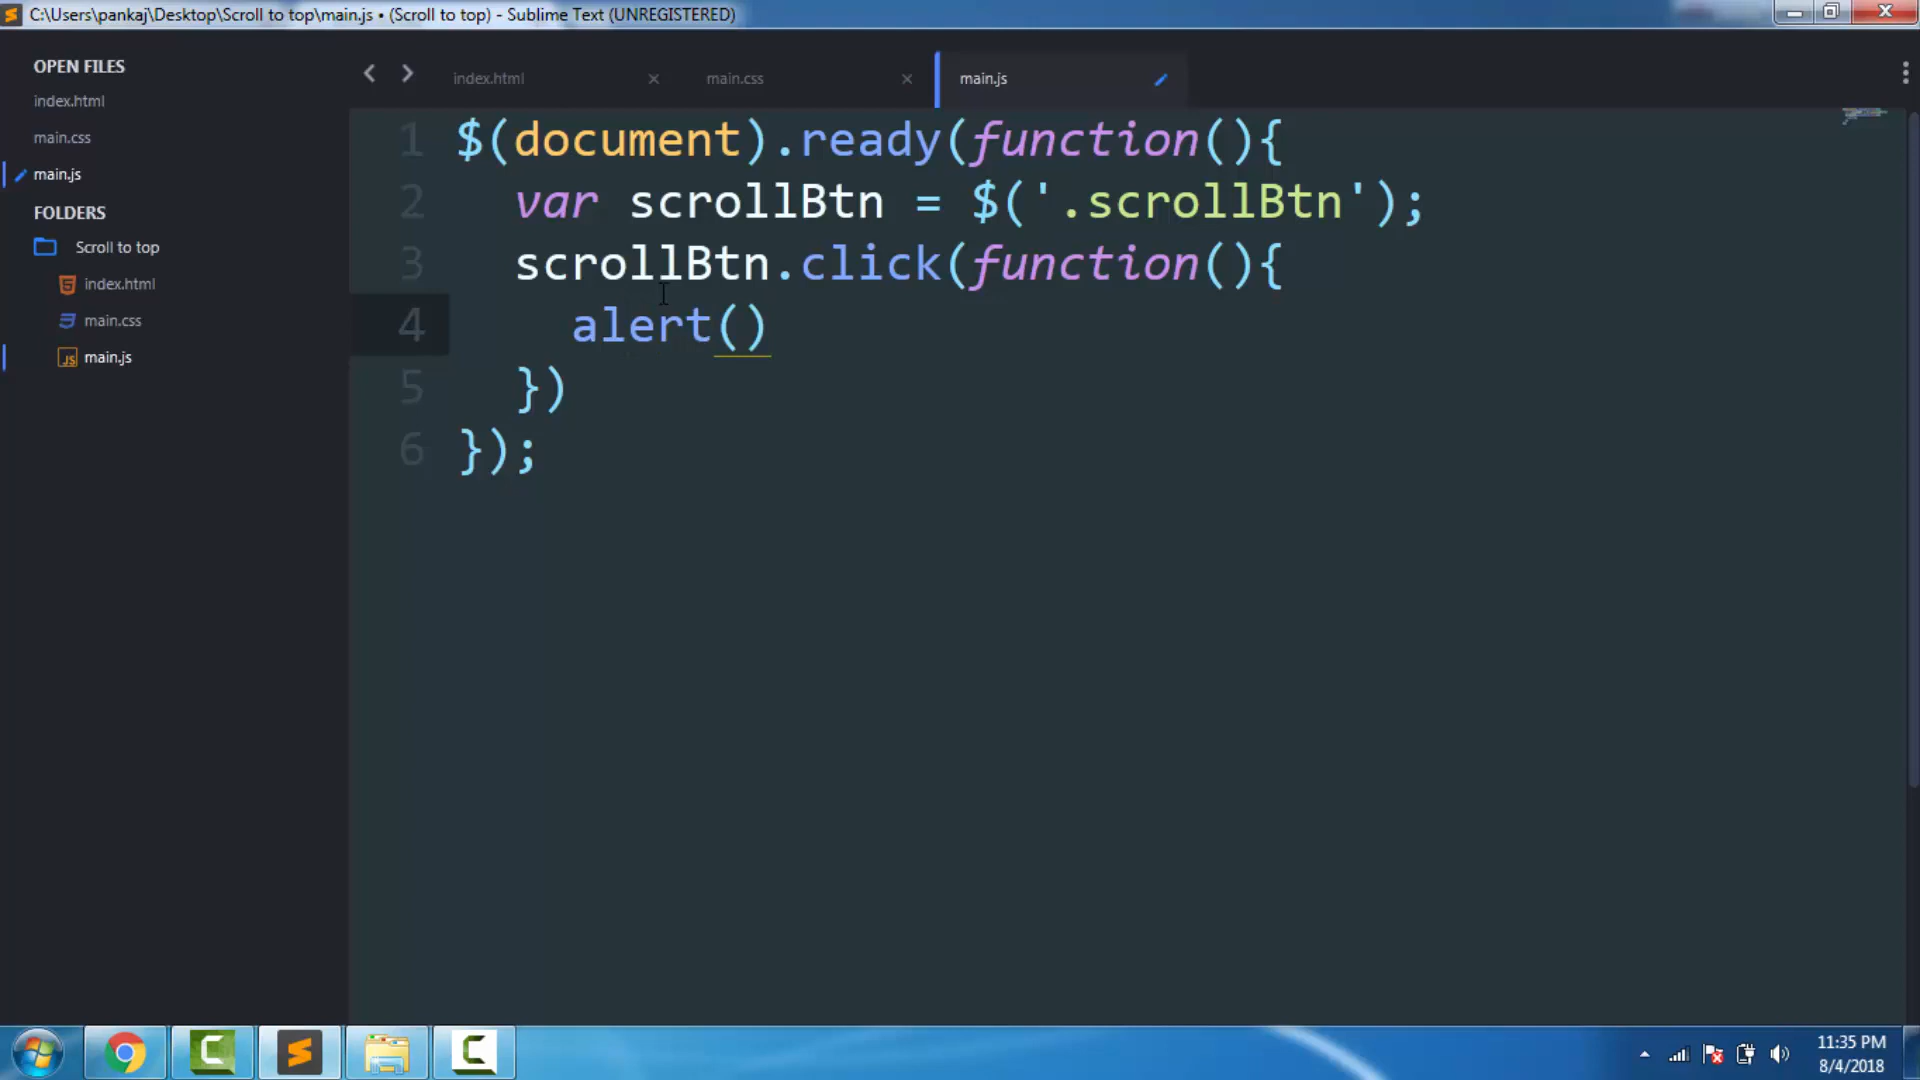 C:\Users\pankaj\Desktop\Scroll to top\main.js • (Scroll to top) - Sublime Text (UNREGISTERED)
OPEN FILES
index.html
main.css
main.js
FOLDERS
Scroll to top
index.html
main.css
main.js
index.html
main.css
main.js
1 $(document).ready(function(){
2 var scrollBtn = $('.scrollBtn');
3 scrollBtn.click(function(){
4 alert()
5 })
6 });
11:35 PM
8/4/2018